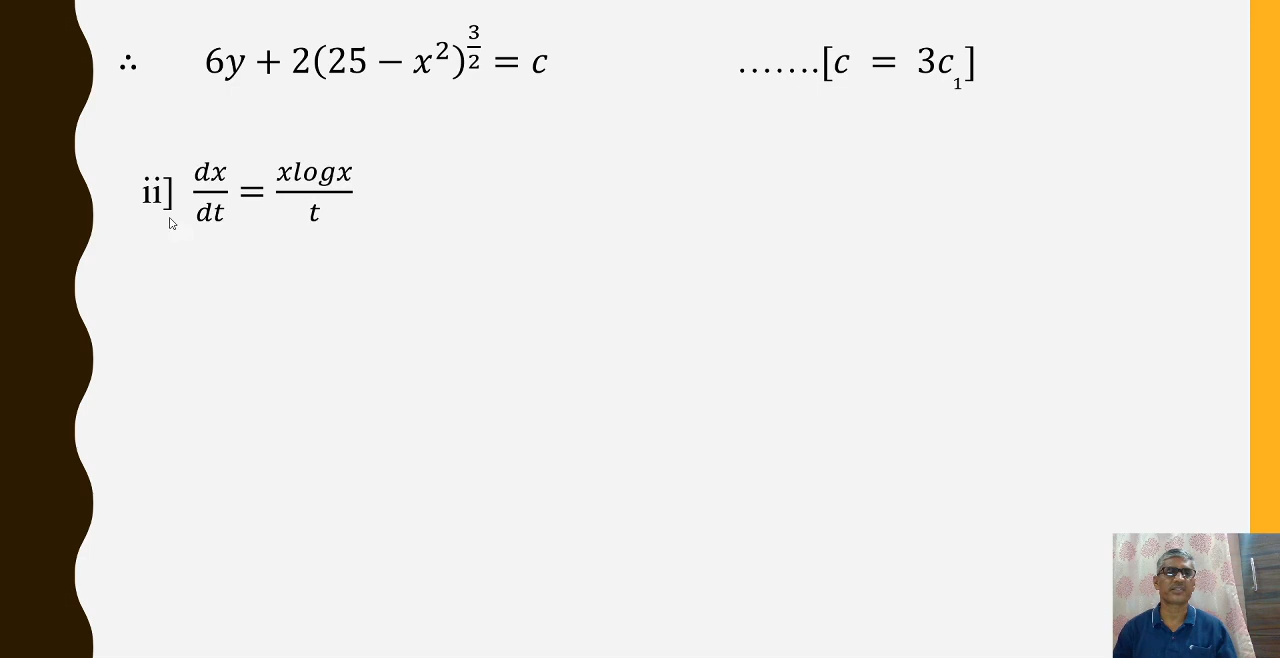 ∴ 6y + 2(25 − x²)^(3/2) = c .......[c = 3c₁]
ii] dx/dt = xlogx/t